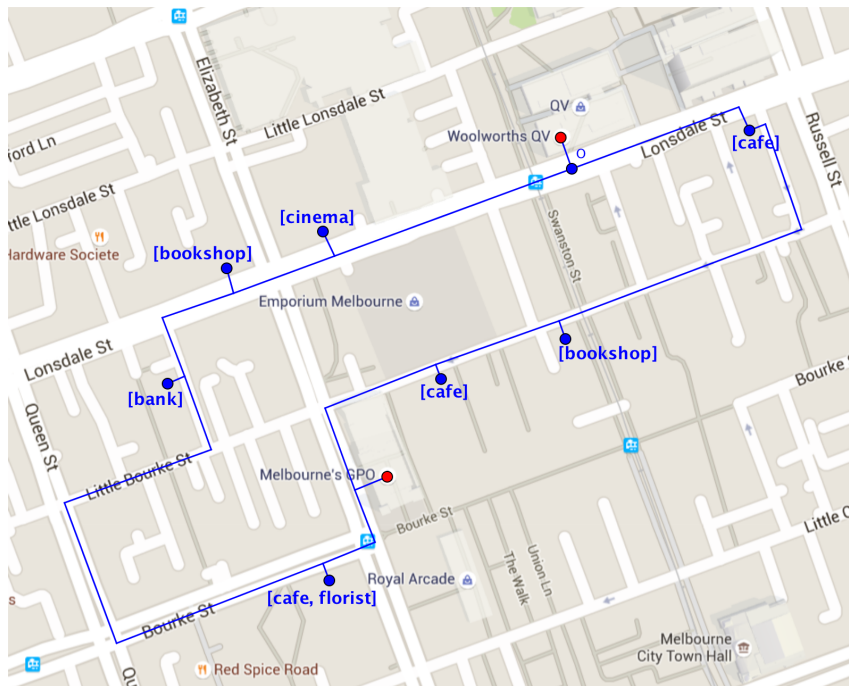 Elizabeth St
Little Lonsdale St
QV
Woolworths QV
O
Lonsdale St
[cafe]
Russell St
ford Ln
ttle Lonsdale St
Hardware Societe
[cinema]
[bookshop]
Swanston St
Emporium Melbourne
Lonsdale St
[bank]
[bookshop]
[cafe]
Bourke St
Queen St
Little Bourke St
Melbourne's GPO
Bourke St
Little C
Union Ln
The Walk
Royal Arcade
[cafe, florist]
s
Bourke St
Red Spice Road
Qu
Melbourne
City Town Hall